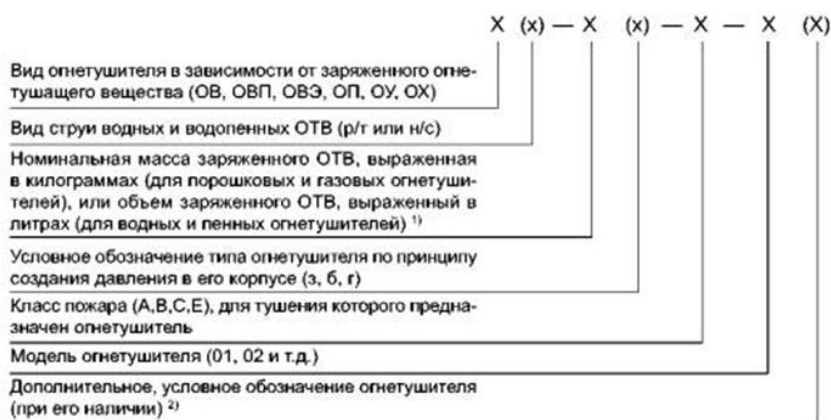 Х (х) — Х (х) — Х — Х (Х)
Вид огнетушителя в зависимости от заряженного огне-
тушащего вещества (ОВ, ОВП, ОВЭ, ОП, ОУ, ОХ)
Вид струи водных и водопенных ОТВ (р/т или н/с)
Номинальная масса заряженного ОТВ, выраженная
в килограммах (для порошковых и газовых огнетуши-
телей), или объем заряженного ОТВ, выраженный в
литрах (для водных и пенных огнетушителей) 1)
Условное обозначение типа огнетушителя по принципу
создания давления в его корпусе (з, б, г)
Класс пожара (А,В,С,Е), для тушения которого предна-
значен огнетушитель
Модель огнетушителя (01, 02 и т.д.)
Дополнительное, условное обозначение огнетушителя
(при его наличии) 2)